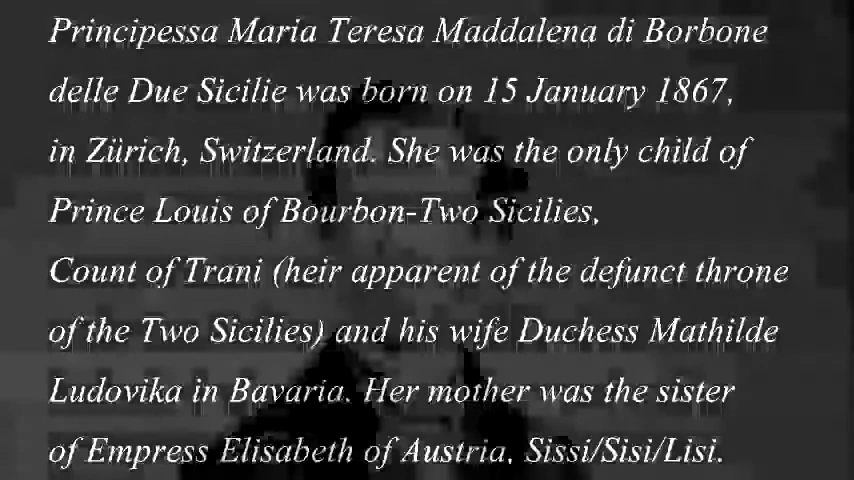 Principessa Maria Teresa Maddalena di Borbone
delle Due Sicilie was born on 15 January 1867,
in Zürich, Switzerland. She was the only child of
Prince Louis of Bourbon-Two Sicilies,
Count of Trani (heir apparent of the defunct throne
of the Two Sicilies) and his wife Duchess Mathilde
Ludovika in Bavaria. Her mother was the sister
of Empress Elisabeth of Austria, Sissi/Sisi/Lisi.